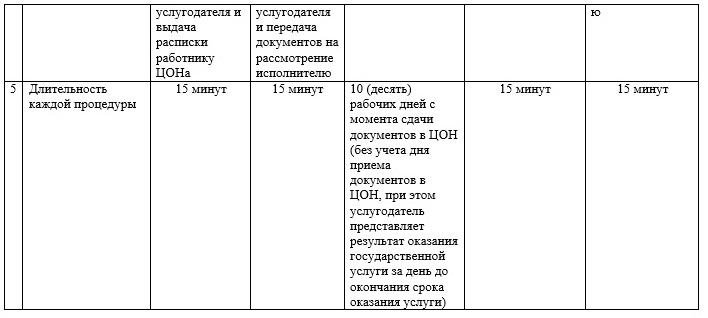 услугодателя и
выдача
расписки
работнику
ЦОНа
услугодателя
и передача
документов на
рассмотрение
исполнителю
ю
5
Длительность
каждой процедуры
15 минут
15 минут
10 (десять)
рабочих дней с
момента сдачи
документов в ЦОН
(без учета дня
приема
документов в
ЦОН, при этом
услугодатель
представляет
результат оказания
государственной
услуги за день до
окончания срока
оказания услуги)
15 минут
15 минут